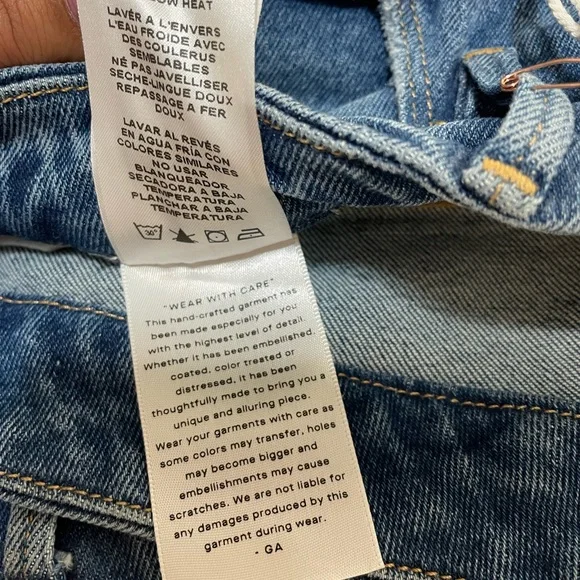 HEAT
LAVÉR A L'ENVERS
L'EAU FROIDE AVEC
DES COULERUS
SEMBLABLES
NÉ PAS JAVELLISER
SECHE-LINGUE DOUX
REPASSAGE A FER
DOUX
LAVAR AL REVÉS
EN AGUA FRÍA CON
COLORES SIMILARES
NO USAR
BLANQUEADOR
SECADORA A BAJA
TEMPERATURA
PLANCHAR A BAJA
TEMPERATURA
30°
"WEAR WITH CARE"
This hand-crafted garment has
been made especially for you
with the highest level of detail.
Whether it has been embellished,
coated, color treated or
distressed, it has been
thoughtfully made to bring you a
unique and alluring piece.
Wear your garments with care as
some colors may transfer, holes
may become bigger and
embellishments may cause
scratches. We are not liable for
any damages produced by this
garment during wear.
- GA